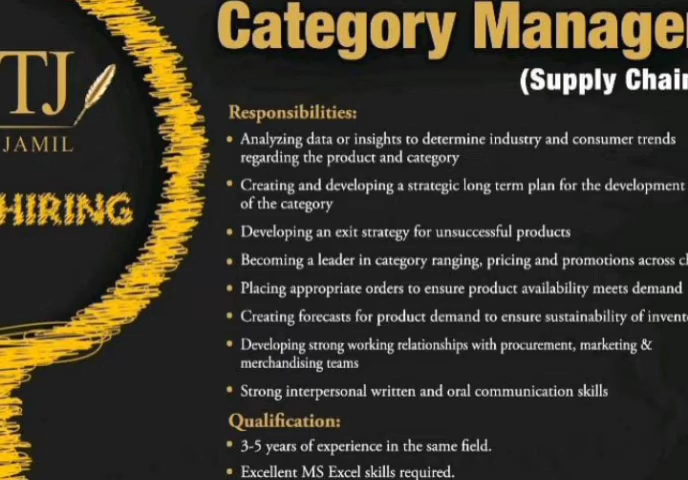 Category Manage
(Supply Chain
TJ
JAMIL
HIRING
Responsibilities:
• Analyzing data or insights to determine industry and consumer trends
regarding the product and category
• Creating and developing a strategic long term plan for the development
of the category
• Developing an exit strategy for unsuccessful products
• Becoming a leader in category ranging, pricing and promotions across
• Placing appropriate orders to ensure product availability meets demand
• Creating forecasts for product demand to ensure sustainability of
• Developing strong working relationships with procurement, marketing &
merchandising teams
• Strong interpersonal written and oral communication skills
Qualification:
• 3-5 years of experience in the same field.
• Excellent MS Excel skills required.